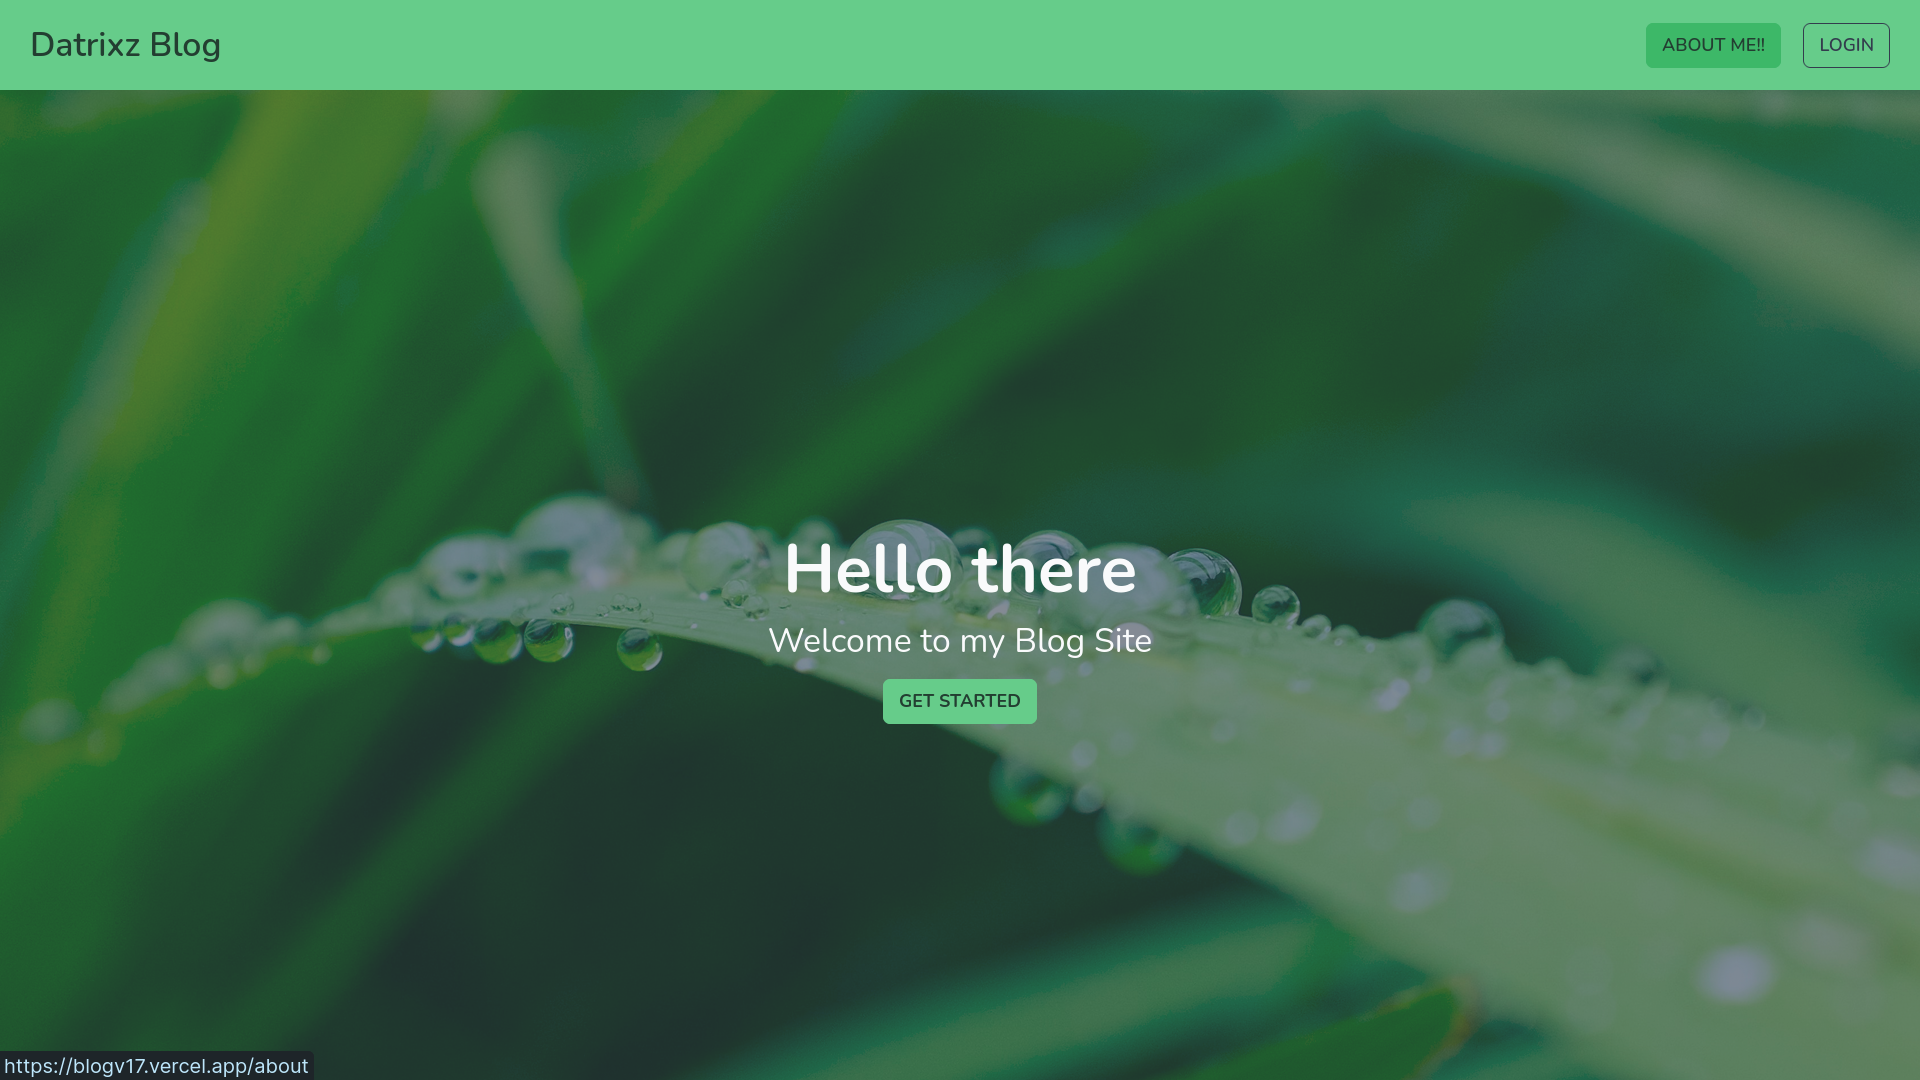 Datrixz Blog
ABOUT ME!!
LOGIN
Hello there
Welcome to my Blog Site
GET STARTED
https://blogv17.vercel.app/about